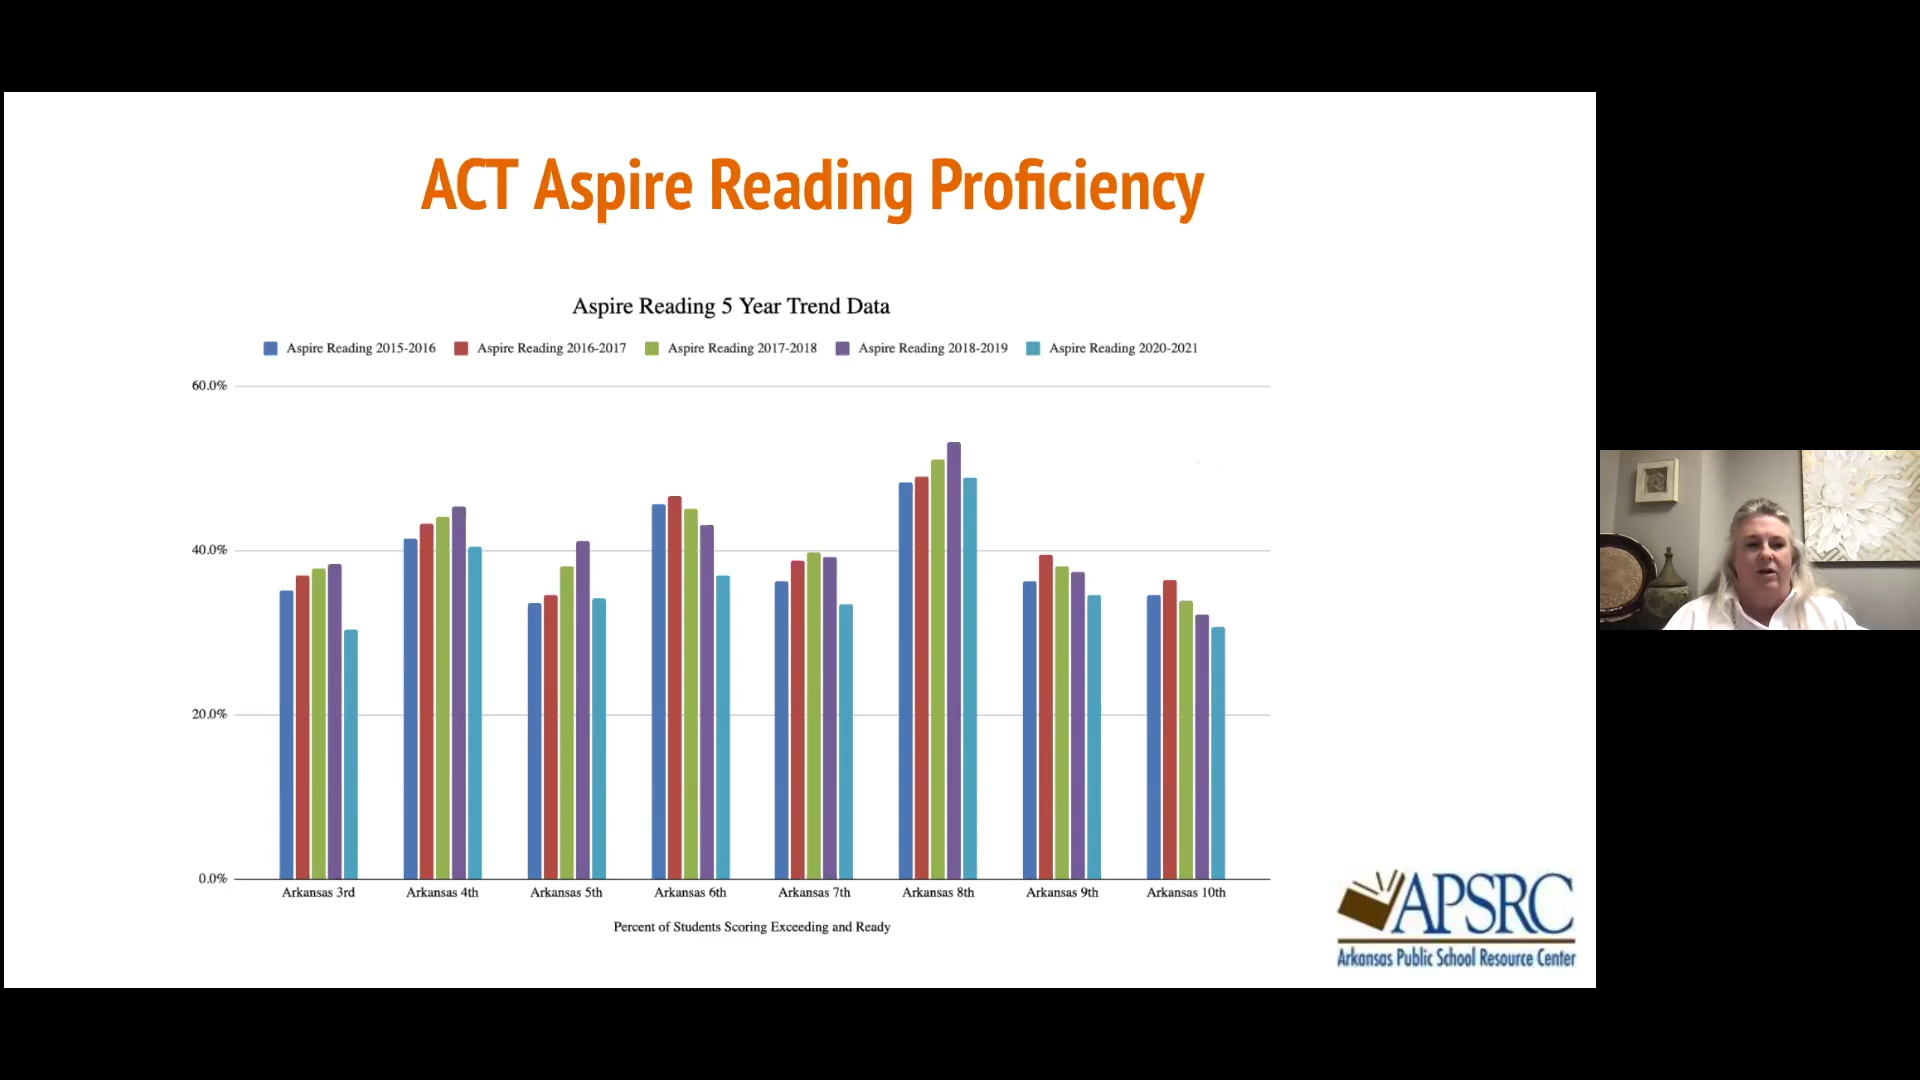 ACT Aspire Reading Proficiency
Aspire Reading 5 Year Trend Data
Aspire Reading 2015-2016 Aspire Reading 2016-2017 Aspire Reading 2017-2018 Aspire Reading 2018-2019 Aspire Reading 2020-2021
60.0%
40.0%
20.0%
0.0%
Arkansas 3rd Arkansas 4th Arkansas 5th Arkansas 6th Arkansas 7th Arkansas 8th Arkansas 9th Arkansas 10th
Percent of Students Scoring Exceeding and Ready
APSRC
Arkansas Public School Resource Center